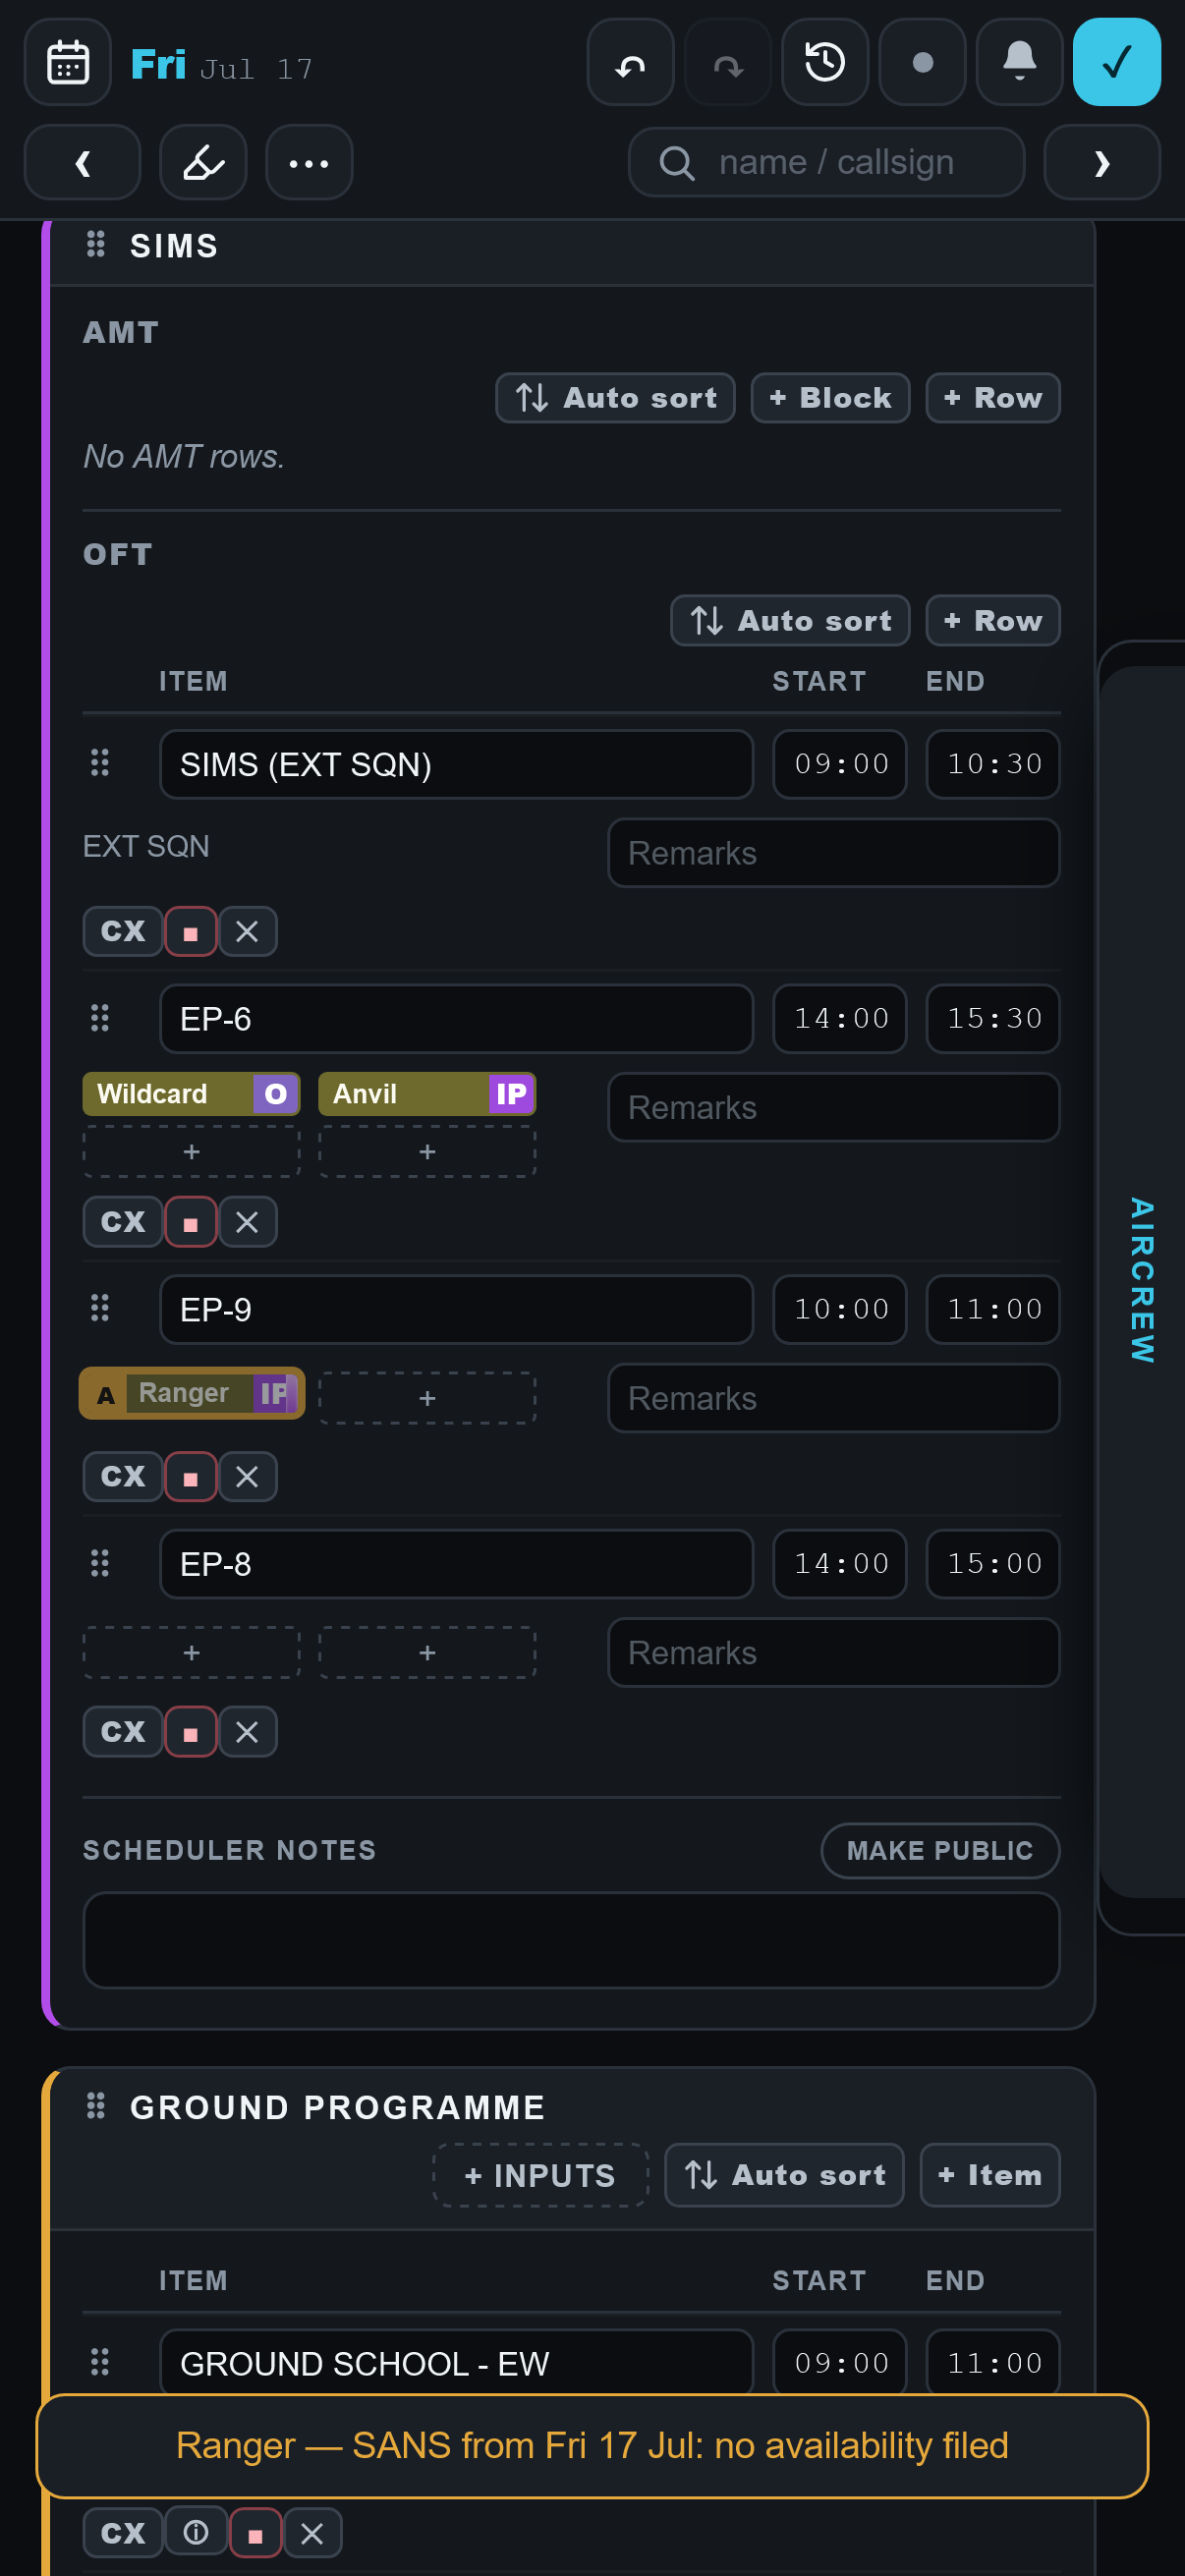 Fri Jul 17
name / callsign
SIMS
AMT
Auto sort + Block + Row
No AMT rows.
OFT
Auto sort + Row
ITEM START END
SIMS (EXT SQN) 09:00 10:30
EXT SQN Remarks
CX
EP-6 14:00 15:30
Wildcard O Anvil IP Remarks
+ +
CX
EP-9 10:00 11:00
A Ranger IP + Remarks
CX
EP-8 14:00 15:00
+ + Remarks
CX
AIRCREW
SCHEDULER NOTES MAKE PUBLIC
GROUND PROGRAMME
+ INPUTS Auto sort + Item
ITEM START END
GROUND SCHOOL - EW 09:00 11:00
Ranger — SANS from Fri 17 Jul: no availability filed
CX